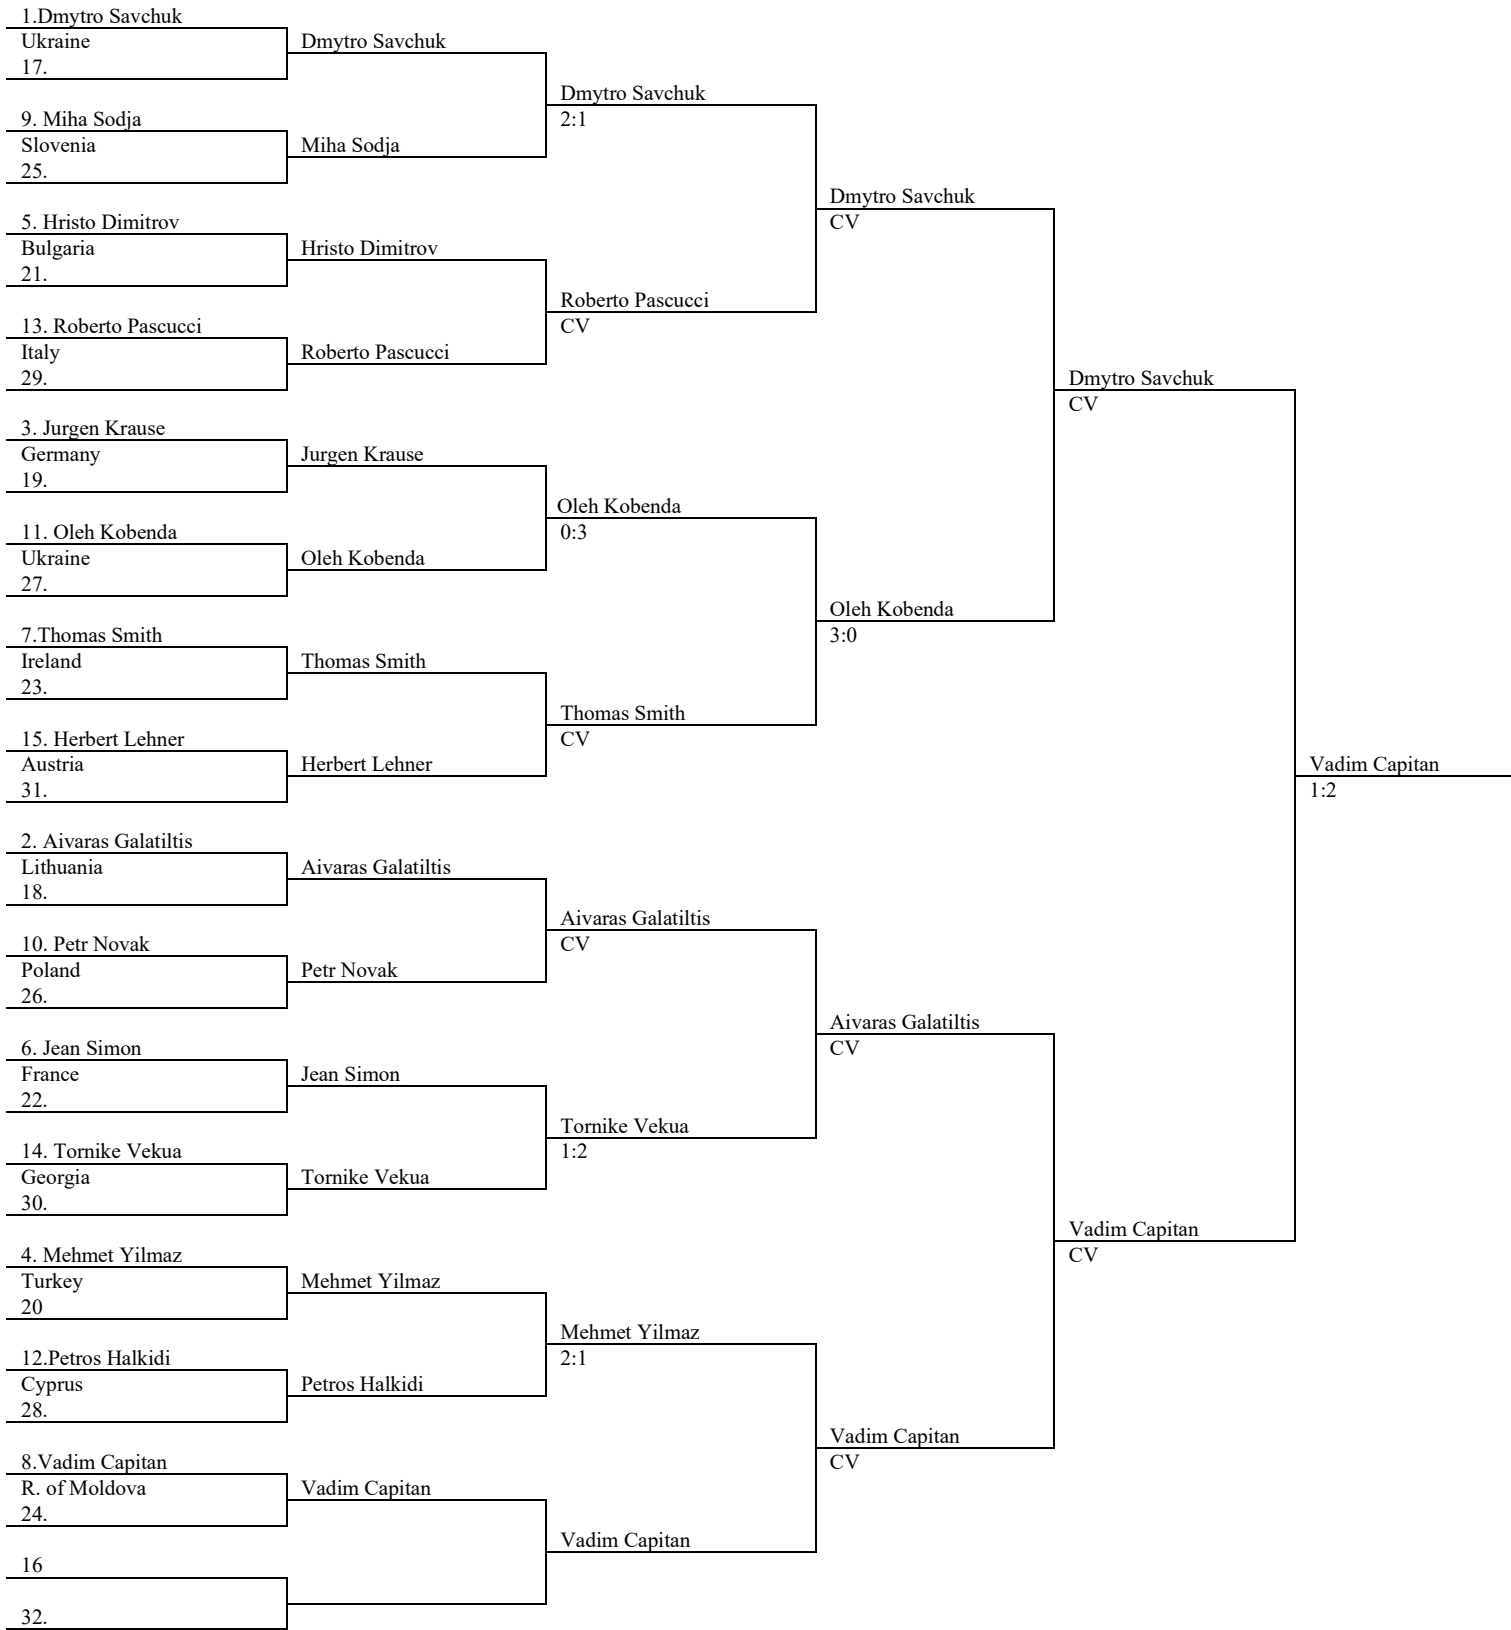 1.Dmytro Savchuk
Ukraine
17.
9. Miha Sodja
Slovenia
25.
5. Hristo Dimitrov
Bulgaria
21.
13. Roberto Pascucci
Italy
29.
3. Jurgen Krause
Germany
19.
11. Oleh Kobenda
Ukraine
27.
7.Thomas Smith
Ireland
23.
15. Herbert Lehner
Austria
31.
2. Aivaras Galatiltis
Lithuania
18.
10. Petr Novak
Poland
26.
6. Jean Simon
France
22.
14. Tornike Vekua
Georgia
30.
4. Mehmet Yilmaz
Turkey
20
12.Petros Halkidi
Cyprus
28.
8.Vadim Capitan
R. of Moldova
24.
16
32.
Dmytro Savchuk
Miha Sodja
Hristo Dimitrov
Roberto Pascucci
Jurgen Krause
Oleh Kobenda
Thomas Smith
Herbert Lehner
Aivaras Galatiltis
Petr Novak
Jean Simon
Tornike Vekua
Mehmet Yilmaz
Petros Halkidi
Vadim Capitan
Dmytro Savchuk
2:1
Roberto Pascucci
CV
Oleh Kobenda
0:3
Thomas Smith
CV
Aivaras Galatiltis
CV
Tornike Vekua
1:2
Mehmet Yilmaz
2:1
Vadim Capitan
Dmytro Savchuk
CV
Oleh Kobenda
3:0
Aivaras Galatiltis
CV
Vadim Capitan
CV
Dmytro Savchuk
CV
Vadim Capitan
CV
Vadim Capitan
1:2